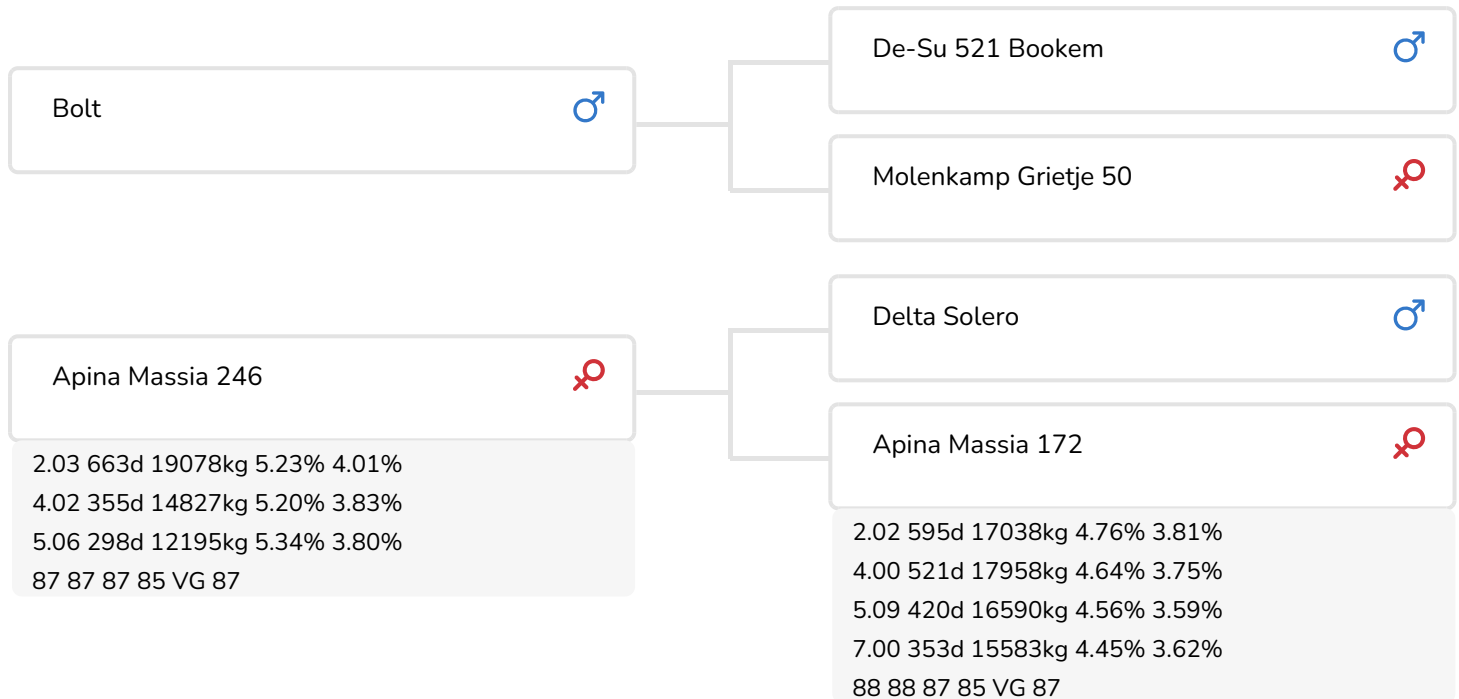 De-Su 521 Bookem
Bolt
Molenkamp Grietje 50
Delta Solero
Apina Massia 246
2.03 663d 19078kg 5.23% 4.01%
4.02 355d 14827kg 5.20% 3.83%
5.06 298d 12195kg 5.34% 3.80%
87 87 87 85 VG 87
Apina Massia 172
2.02 595d 17038kg 4.76% 3.81%
4.00 521d 17958kg 4.64% 3.75%
5.09 420d 16590kg 4.56% 3.59%
7.00 353d 15583kg 4.45% 3.62%
88 88 87 85 VG 87